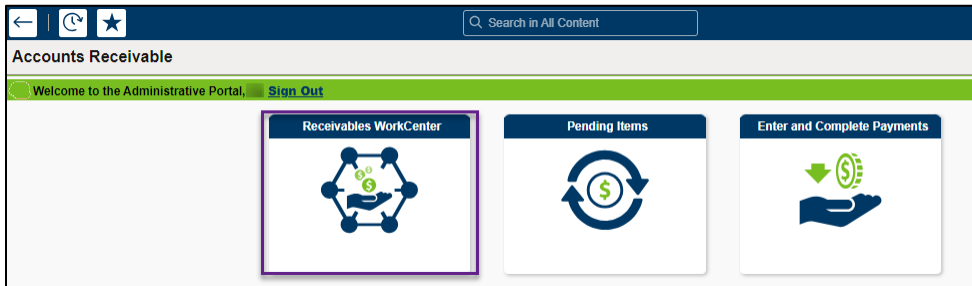 Search in All Content
Accounts Receivable
Welcome to the Administrative Portal, Sign Out
Receivables WorkCenter
Pending Items
Enter and Complete Payments
$
$
$
$
$